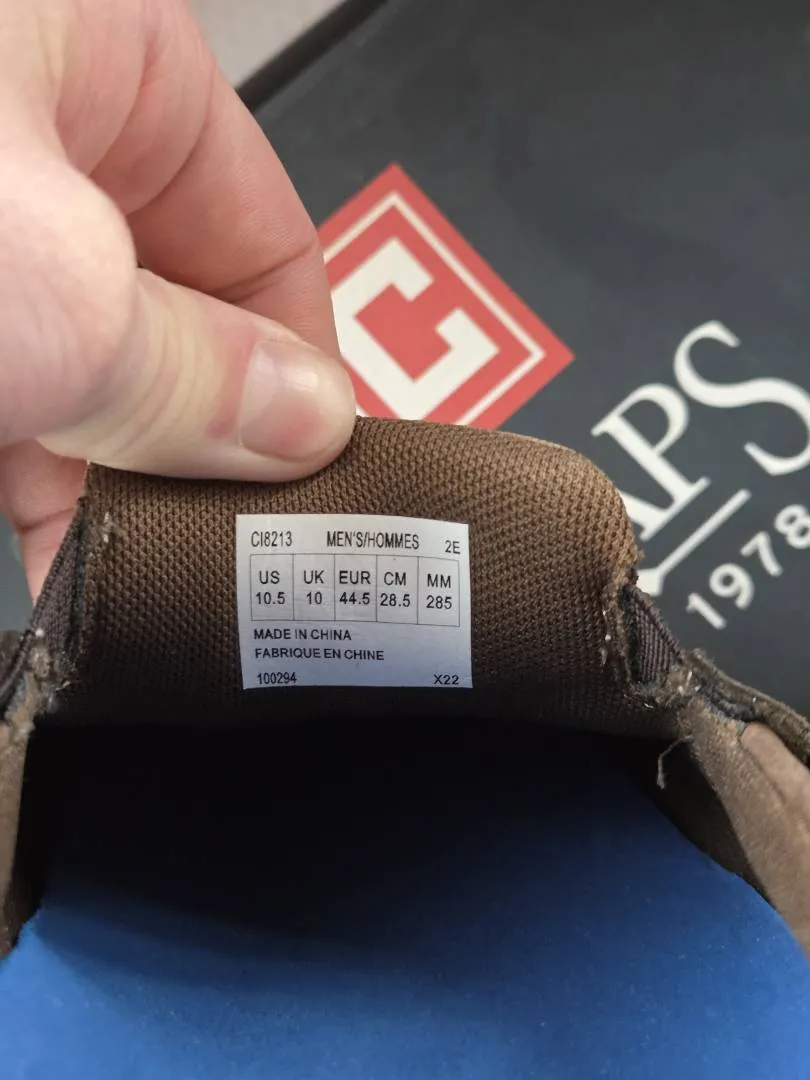 C
APS
1978
CI8213 MEN'S/HOMMES 2E
US UK EUR CM MM
10.5 10 44.5 28.5 285
MADE IN CHINA
FABRIQUE EN CHINE
100294 X22